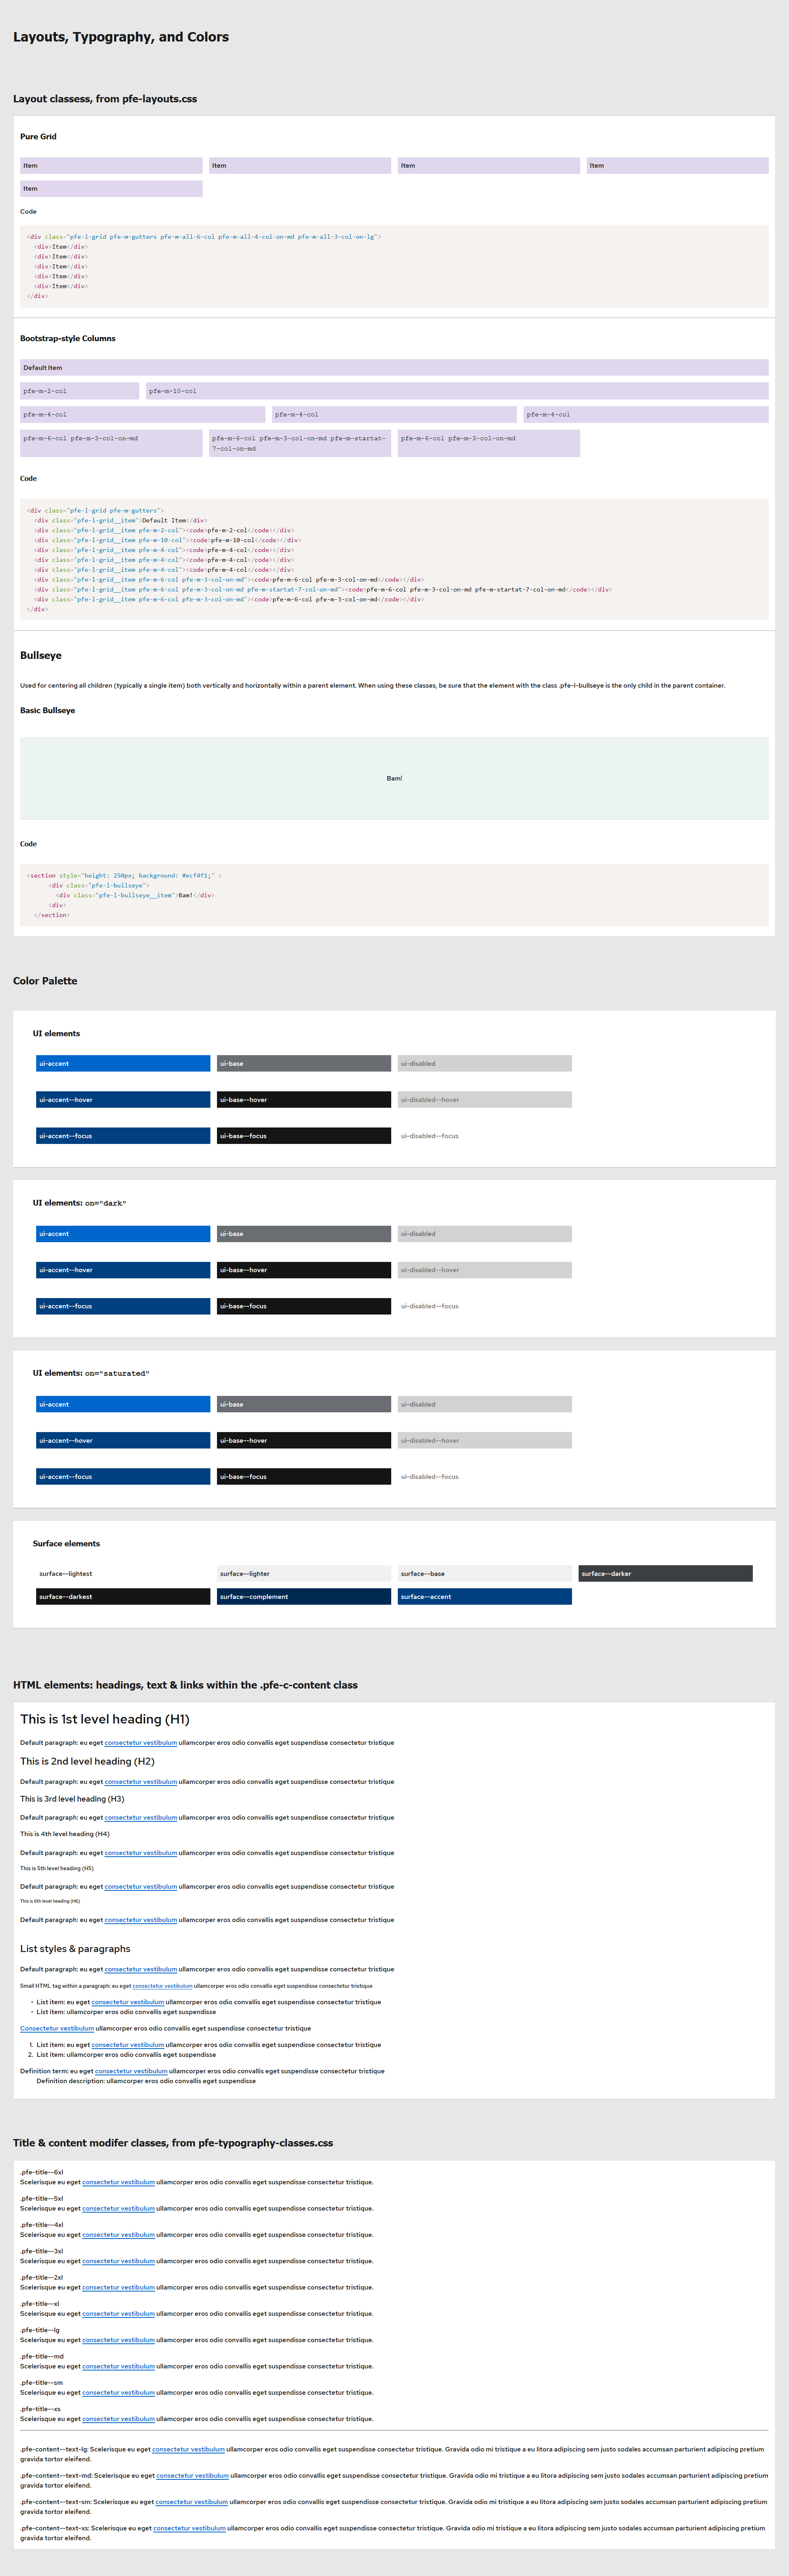 Layouts, Typography, and Colors
Layout classess, from pfe-layouts.css
Pure Grid
Item Item Item Item
Item
Code
<div class="pfe-l-grid pfe-m-gutters pfe-m-all-6-col pfe-m-all-4-col-on-md pfe-m-all-3-col-on-lg">
<div>Item</div>
<div>Item</div>
<div>Item</div>
<div>Item</div>
<div>Item</div>
</div>
Bootstrap-style Columns
Default Item
pfe-m-2-col pfe-m-10-col
pfe-m-4-col pfe-m-4-col pfe-m-4-col
pfe-m-6-col pfe-m-3-col-on-md pfe-m-6-col pfe-m-3-col-on-md pfe-m-startat- pfe-m-6-col pfe-m-3-col-on-md
7-col-on-md
Code
<div class="pfe-l-grid pfe-m-gutters">
<div class="pfe-l-grid__item">Default Item</div>
<div class="pfe-l-grid__item pfe-m-2-col"><code>pfe-m-2-col</code></div>
<div class="pfe-l-grid__item pfe-m-10-col"><code>pfe-m-10-col</code></div>
<div class="pfe-l-grid__item pfe-m-4-col"><code>pfe-m-4-col</code></div>
<div class="pfe-l-grid__item pfe-m-4-col"><code>pfe-m-4-col</code></div>
<div class="pfe-l-grid__item pfe-m-4-col"><code>pfe-m-4-col</code></div>
<div class="pfe-l-grid__item pfe-m-6-col pfe-m-3-col-on-md"><code>pfe-m-6-col pfe-m-3-col-on-md</code></div>
<div class="pfe-l-grid__item pfe-m-6-col pfe-m-3-col-on-md pfe-m-startat-7-col-on-md"><code>pfe-m-6-col pfe-m-3-col-on-md pfe-m-startat-7-col-on-md</code></div>
<div class="pfe-l-grid__item pfe-m-6-col pfe-m-3-col-on-md"><code>pfe-m-6-col pfe-m-3-col-on-md</code></div>
</div>
Bullseye
Used for centering all children (typically a single item) both vertically and horizontally within a parent element. When using these classes, be sure that the element with the class .pfe-l-bullseye is the only child in the parent container.
Basic Bullseye
Bam!
Code
<section style="height: 250px; background: #ecf4f1;" >
<div class="pfe-l-bullseye">
<div class="pfe-l-bullseye__item">Bam!</div>
<div>
</section>
Color Palette
UI elements
ui-accent ui-base ui-disabled
ui-accent--hover ui-base--hover ui-disabled--hover
ui-accent--focus ui-base--focus ui-disabled--focus
UI elements: on="dark"
ui-accent ui-base ui-disabled
ui-accent--hover ui-base--hover ui-disabled--hover
ui-accent--focus ui-base--focus ui-disabled--focus
UI elements: on="saturated"
ui-accent ui-base ui-disabled
ui-accent--hover ui-base--hover ui-disabled--hover
ui-accent--focus ui-base--focus ui-disabled--focus
Surface elements
surface--lightest surface--lighter surface--base surface--darker
surface--darkest surface--complement surface--accent
HTML elements: headings, text & links within the .pfe-c-content class
This is 1st level heading (H1)
Default paragraph: eu eget consectetur vestibulum ullamcorper eros odio convallis eget suspendisse consectetur tristique
This is 2nd level heading (H2)
Default paragraph: eu eget consectetur vestibulum ullamcorper eros odio convallis eget suspendisse consectetur tristique
This is 3rd level heading (H3)
Default paragraph: eu eget consectetur vestibulum ullamcorper eros odio convallis eget suspendisse consectetur tristique
This is 4th level heading (H4)
Default paragraph: eu eget consectetur vestibulum ullamcorper eros odio convallis eget suspendisse consectetur tristique
This is 5th level heading (H5)
Default paragraph: eu eget consectetur vestibulum ullamcorper eros odio convallis eget suspendisse consectetur tristique
This is 6th level heading (H6)
Default paragraph: eu eget consectetur vestibulum ullamcorper eros odio convallis eget suspendisse consectetur tristique
List styles & paragraphs
Default paragraph: eu eget consectetur vestibulum ullamcorper eros odio convallis eget suspendisse consectetur tristique
Small HTML tag within a paragraph: eu eget consectetur vestibulum ullamcorper eros odio convallis eget suspendisse consectetur tristique
• List item: eu eget consectetur vestibulum ullamcorper eros odio convallis eget suspendisse consectetur tristique
• List item: ullamcorper eros odio convallis eget suspendisse
Consectetur vestibulum ullamcorper eros odio convallis eget suspendisse consectetur tristique
1. List item: eu eget consectetur vestibulum ullamcorper eros odio convallis eget suspendisse consectetur tristique
2. List item: ullamcorper eros odio convallis eget suspendisse
Definition term: eu eget consectetur vestibulum ullamcorper eros odio convallis eget suspendisse consectetur tristique
Definition description: ullamcorper eros odio convallis eget suspendisse
Title & content modifer classes, from pfe-typography-classes.css
.pfe-title--6xl
Scelerisque eu eget consectetur vestibulum ullamcorper eros odio convallis eget suspendisse consectetur tristique.
.pfe-title--5xl
Scelerisque eu eget consectetur vestibulum ullamcorper eros odio convallis eget suspendisse consectetur tristique.
.pfe-title--4xl
Scelerisque eu eget consectetur vestibulum ullamcorper eros odio convallis eget suspendisse consectetur tristique.
.pfe-title--3xl
Scelerisque eu eget consectetur vestibulum ullamcorper eros odio convallis eget suspendisse consectetur tristique.
.pfe-title--2xl
Scelerisque eu eget consectetur vestibulum ullamcorper eros odio convallis eget suspendisse consectetur tristique.
.pfe-title--xl
Scelerisque eu eget consectetur vestibulum ullamcorper eros odio convallis eget suspendisse consectetur tristique.
.pfe-title--lg
Scelerisque eu eget consectetur vestibulum ullamcorper eros odio convallis eget suspendisse consectetur tristique.
.pfe-title--md
Scelerisque eu eget consectetur vestibulum ullamcorper eros odio convallis eget suspendisse consectetur tristique.
.pfe-title--sm
Scelerisque eu eget consectetur vestibulum ullamcorper eros odio convallis eget suspendisse consectetur tristique.
.pfe-title--xs
Scelerisque eu eget consectetur vestibulum ullamcorper eros odio convallis eget suspendisse consectetur tristique.
.pfe-content--text-lg: Scelerisque eu eget consectetur vestibulum ullamcorper eros odio convallis eget suspendisse consectetur tristique. Gravida odio mi tristique a eu litora adipiscing sem justo sodales accumsan parturient adipiscing pretium
gravida tortor eleifend.
.pfe-content--text-md: Scelerisque eu eget consectetur vestibulum ullamcorper eros odio convallis eget suspendisse consectetur tristique. Gravida odio mi tristique a eu litora adipiscing sem justo sodales accumsan parturient adipiscing pretium
gravida tortor eleifend.
.pfe-content--text-sm: Scelerisque eu eget consectetur vestibulum ullamcorper eros odio convallis eget suspendisse consectetur tristique. Gravida odio mi tristique a eu litora adipiscing sem justo sodales accumsan parturient adipiscing pretium
gravida tortor eleifend.
.pfe-content--text-xs: Scelerisque eu eget consectetur vestibulum ullamcorper eros odio convallis eget suspendisse consectetur tristique. Gravida odio mi tristique a eu litora adipiscing sem justo sodales accumsan parturient adipiscing pretium
gravida tortor eleifend.